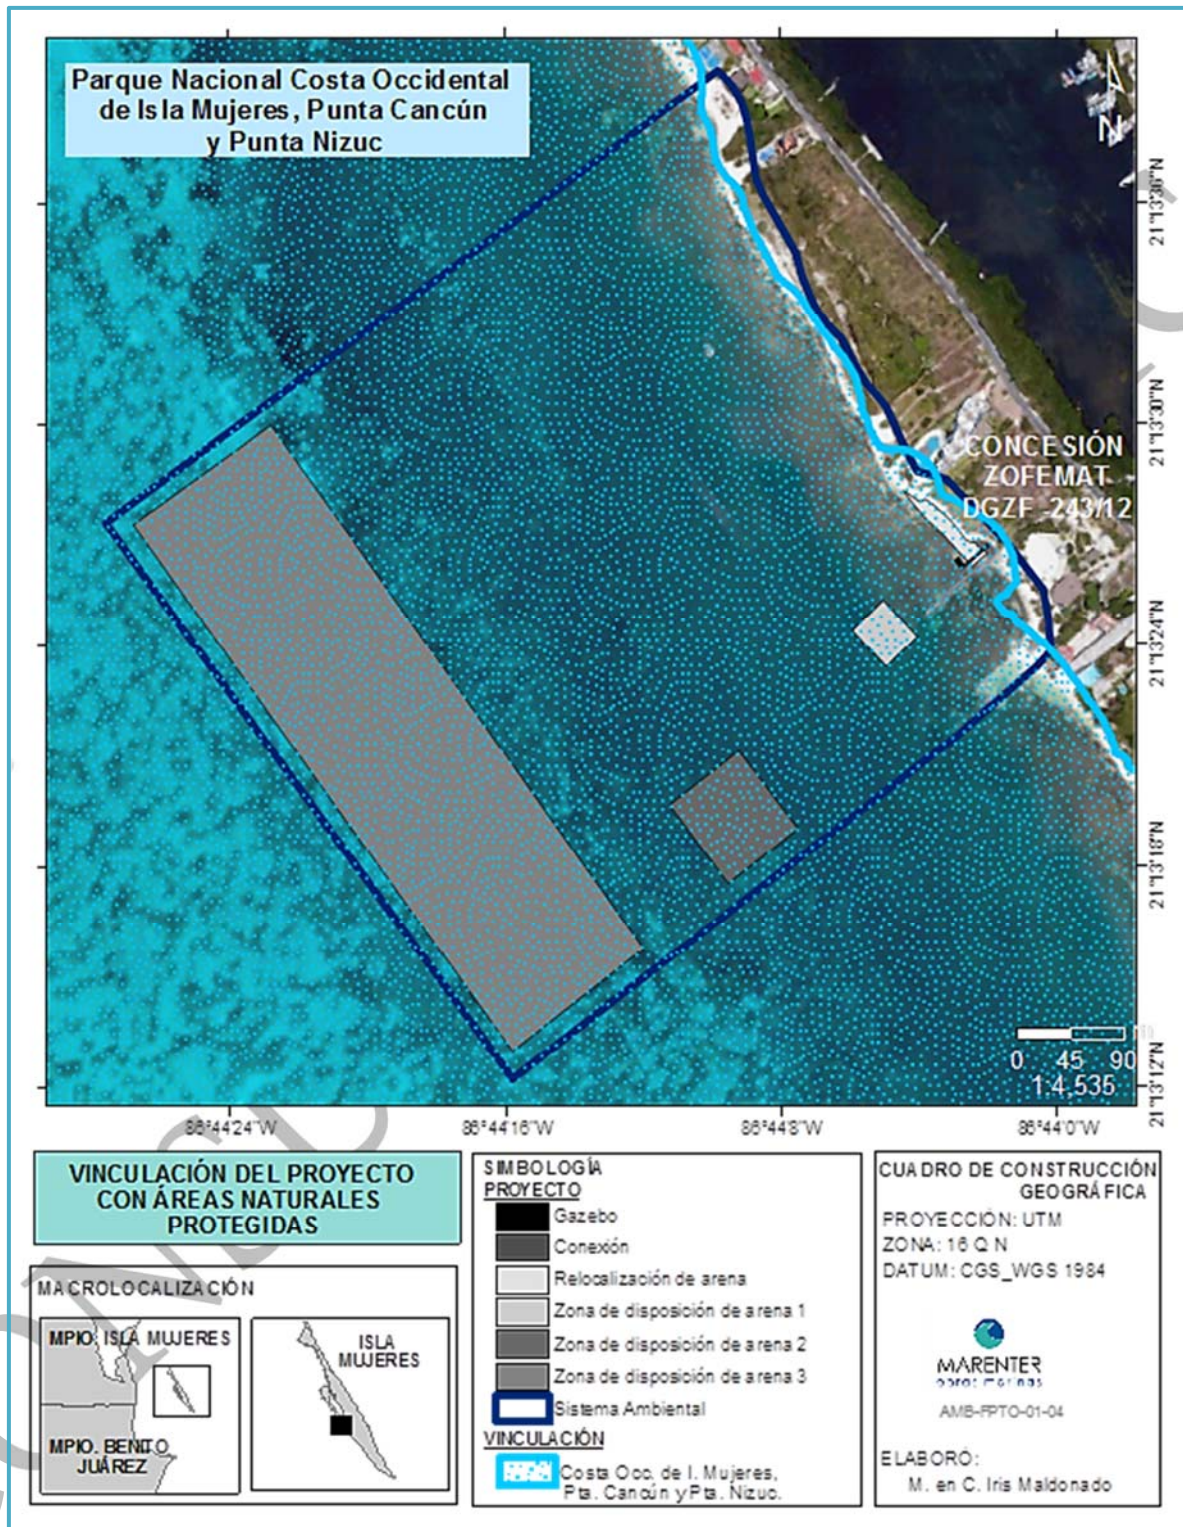 Parque Nacional Costa Occidental
de Isla Mujeres, Punta Cancún
y Punta Nizuc
N
21°13'36"N
21°13'30"N
CONCESIÓN
ZOFEMAT
DGZF -243/12
21°13'24"N
21°13'18"N
21°13'12"N
0 45 90
1:4,535
86°44'24"W
86°44'16"W
86°44'8"W
86°44'0"W
VINCULACIÓN DEL PROYECTO
CON ÁREAS NATURALES
PROTEGIDAS
MACROLOCALIZACIÓN
MPIO. ISLA MUJERES
MPIO. BENITO
JUÁREZ
ISLA
MUJERES
SIMBOLOGÍA
PROYECTO
Gazebo
Conexión
Relocalización de arena
Zona de disposición de arena 1
Zona de disposición de arena 2
Zona de disposición de arena 3
Sistema Ambiental
VINCULACIÓN
Costa Occ. de I. Mujeres,
Pta. Cancún y Pta. Nizuc.
CUADRO DE CONSTRUCCIÓN
GEOGRÁFICA
PROYECCIÓN: UTM
ZONA: 16 Q N
DATUM: CGS_WGS 1984
MARENTER
obras marinas
AMB-FPTO-01-04
ELABORÓ:
M. en C. Iris Maldonado